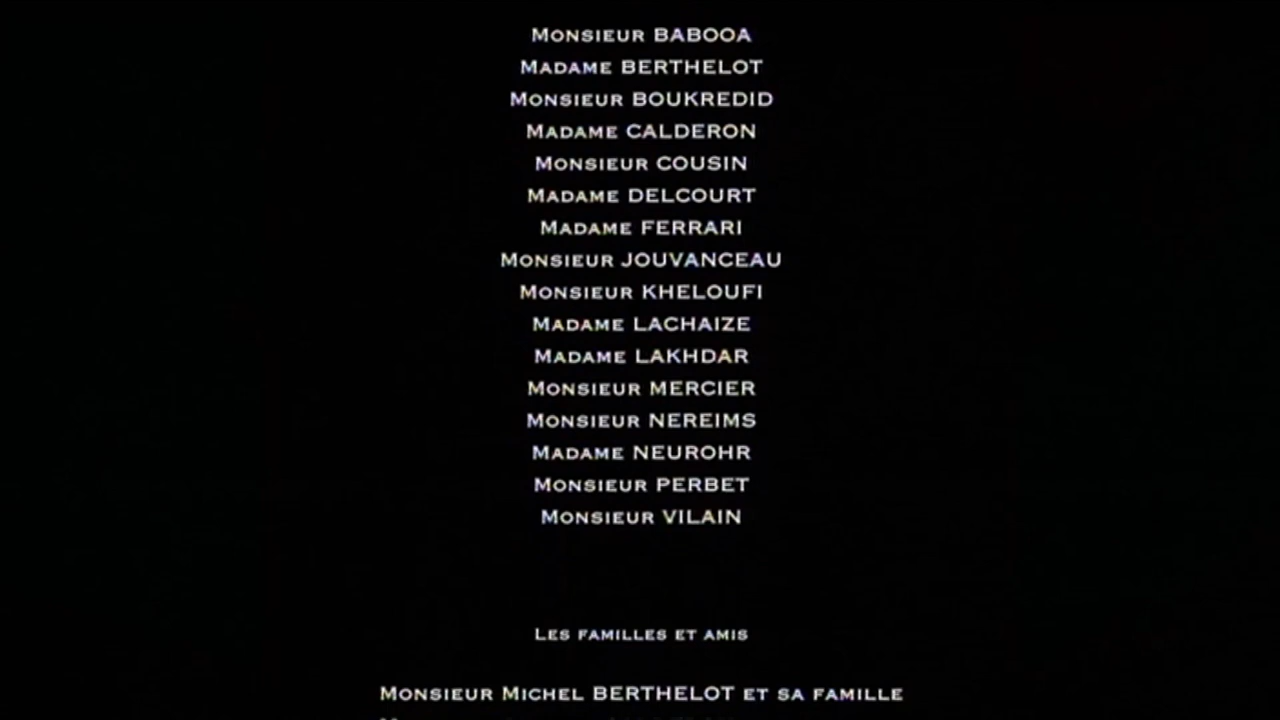 Monsieur BABOOA
Madame BERTHELOT
Monsieur BOUKREDID
Madame CALDERON
Monsieur COUSIN
Madame DELCOURT
Madame FERRARI
Monsieur JOUVANCEAU
Monsieur KHELOUFI
Madame LACHAIZE
Madame LAKHDAR
Monsieur MERCIER
Monsieur NEREIMS
Madame NEUROHR
Monsieur PERBET
Monsieur VILAIN
Les familles et amis
Monsieur Michel BERTHELOT et sa famille